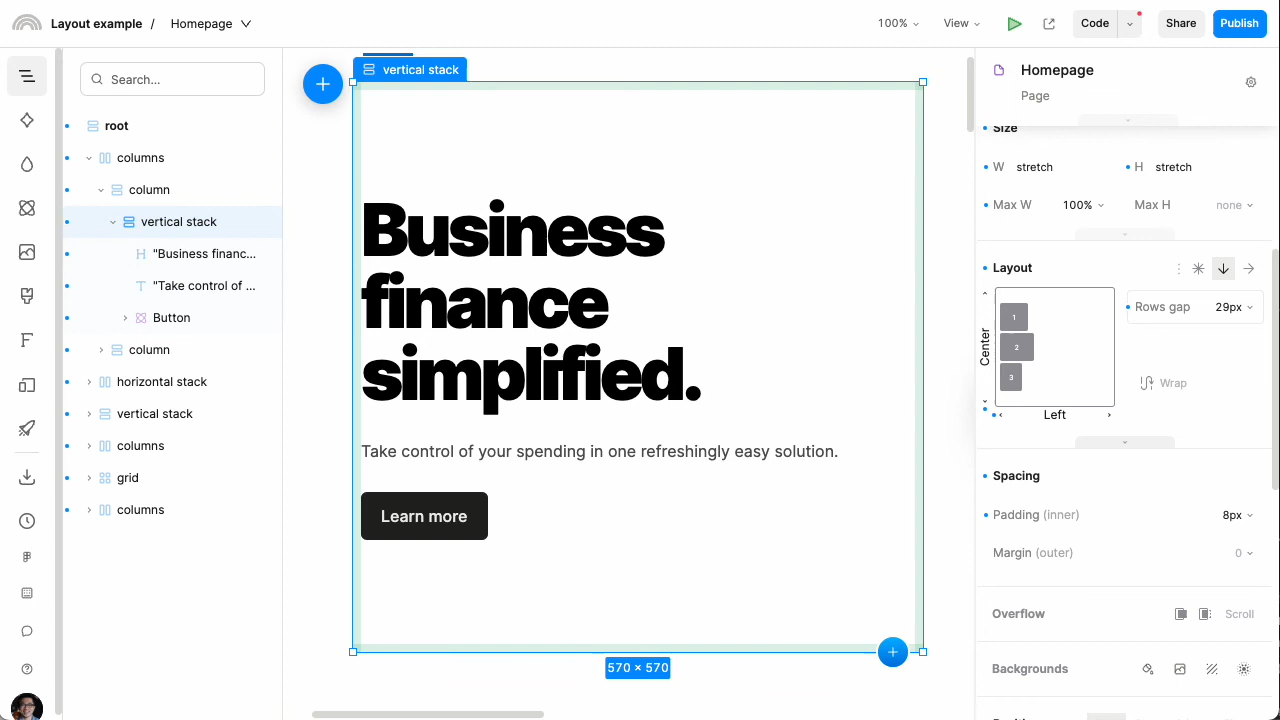 Layout example / Homepage
100%
View
Code
Share
Publish
Search...
root
columns
column
vertical stack
"Business financ...
"Take control of ...
Button
column
horizontal stack
vertical stack
columns
grid
columns
vertical stack
Business
finance
simplified.
Take control of your spending in one refreshingly easy solution.
Learn more
570 × 570
Homepage
Page
Size
W stretch
H stretch
Max W 100%
Max H none
Layout
Center
1
2
3
Left
Rows gap 29px
Wrap
Spacing
Padding (inner) 8px
Margin (outer) 0
Overflow
Scroll
Backgrounds